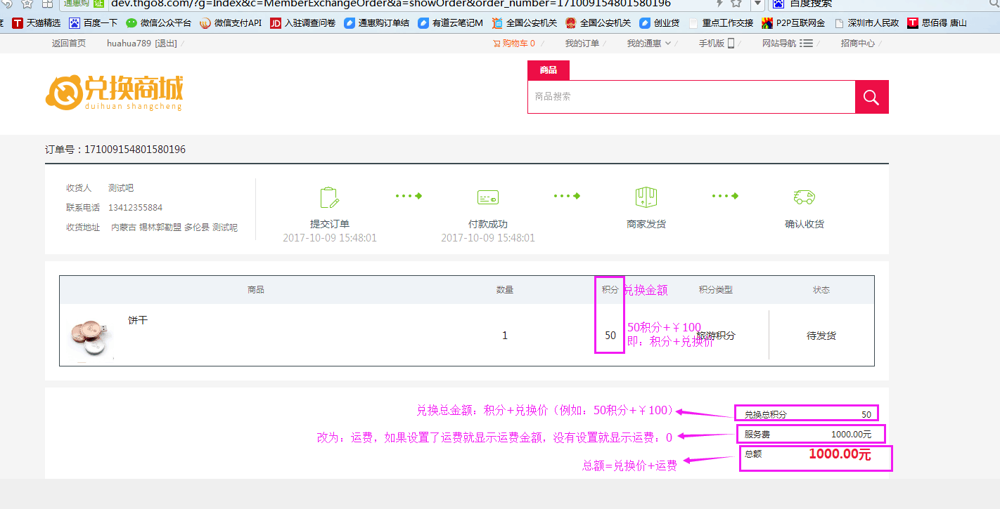 通惠购 证 dev.thgo8.com/?g=Index&c=MemberExchangeOrder&a=showOrder&order_number=171009154801580196 百度搜索
天猫精选 百度一下 微信公众平台 微信支付API JD 入驻调查问卷 通惠购订单结 有道云笔记M 全国公安机关 全国公安机关 创业贷 重点工作交接 P2P互联网金 深圳市人民政 思佰得 唐山
返回首页 huahua789 [退出] / 购物车 0 / 我的订单 / 我的通惠 / 手机版 / 网站导航 / 招商中心 /
商品
兑换商城
duihuan shangcheng
商品搜索
订单号：171009154801580196
收货人 测试吧
联系电话 13412355884
收货地址 内蒙古 锡林郭勒盟 多伦县 测试呢
提交订单 付款成功 商家发货 确认收货
2017-10-09 15:48:01 2017-10-09 15:48:01
商品 数量 积分 兑换金额 积分类型 状态
饼干
1 50 旅游积分 待发货
50积分+￥100
即：积分+兑换价
兑换总金额：积分+兑换价（例如：50积分+￥100） 兑换总积分 50
改为：运费，如果设置了运费就显示运费金额，没有设置就显示运费：0 服务费 1000.00元
总额=兑换价+运费 总额 1000.00元